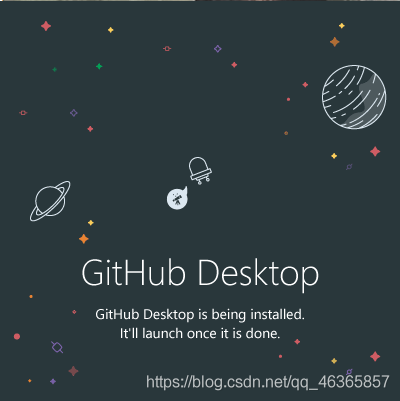 GitHub Desktop
GitHub Desktop is being installed.
It'll launch once it is done.
https://blog.csdn.net/qq_46365857